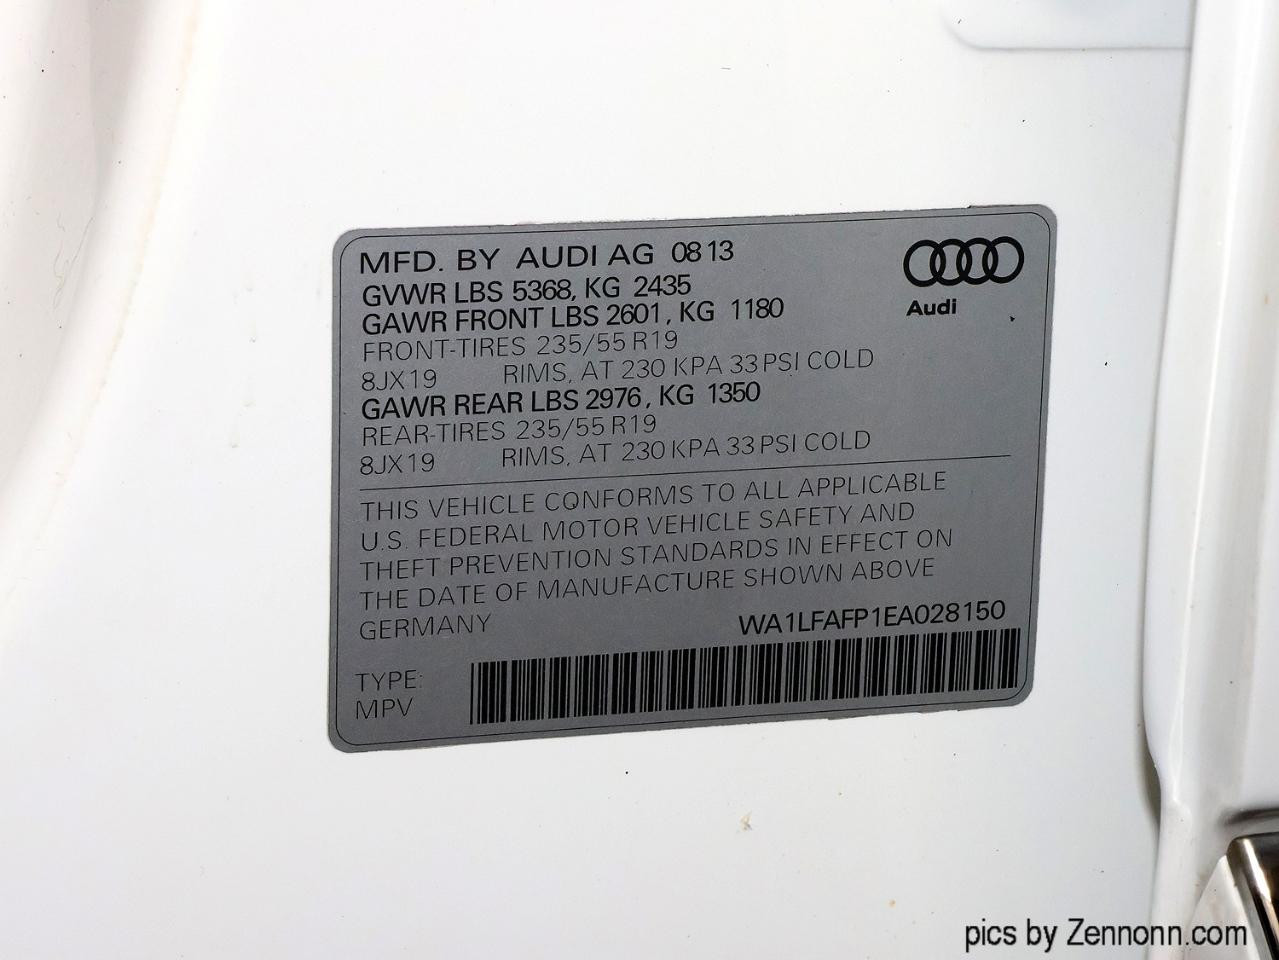 MFD. BY AUDI AG 08 13
GVWR LBS 5368, KG 2435
GAWR FRONT LBS 2601, KG 1180
Audi
FRONT-TIRES 235/55 R19
8JX19 RIMS, AT 230 KPA 33 PSI COLD
GAWR REAR LBS 2976, KG 1350
REAR-TIRES 235/55 R19
8JX19 RIMS, AT 230 KPA 33 PSI COLD
THIS VEHICLE CONFORMS TO ALL APPLICABLE
U.S. FEDERAL MOTOR VEHICLE SAFETY AND
THEFT PREVENTION STANDARDS IN EFFECT ON
THE DATE OF MANUFACTURE SHOWN ABOVE
GERMANY WA1LFAFP1EA028150
TYPE:
MPV
pics by Zennonn.com